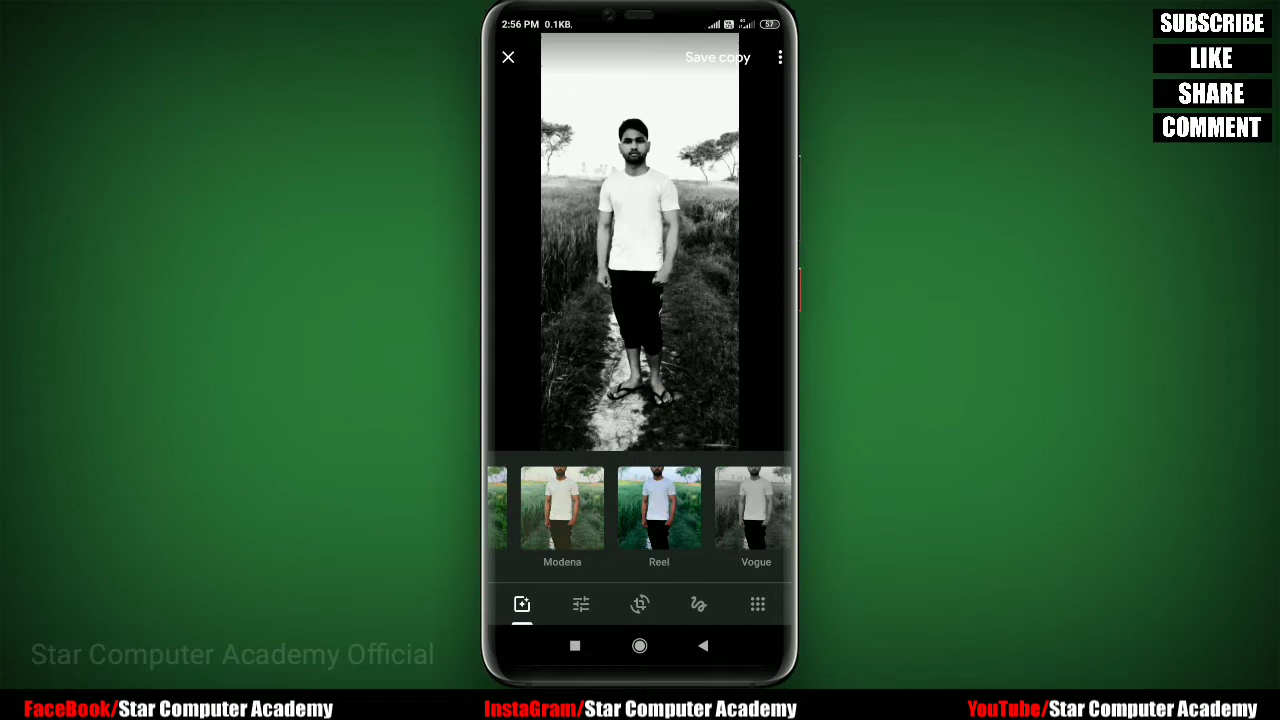 2:56 PM 0.1KB,
57
Save copy
SUBSCRIBE
LIKE
SHARE
COMMENT
Modena
Reel
Vogue
Star Computer Academy Official
FaceBook/Star Computer Academy
InstaGram/Star Computer Academy
YouTube/Star Computer Academy